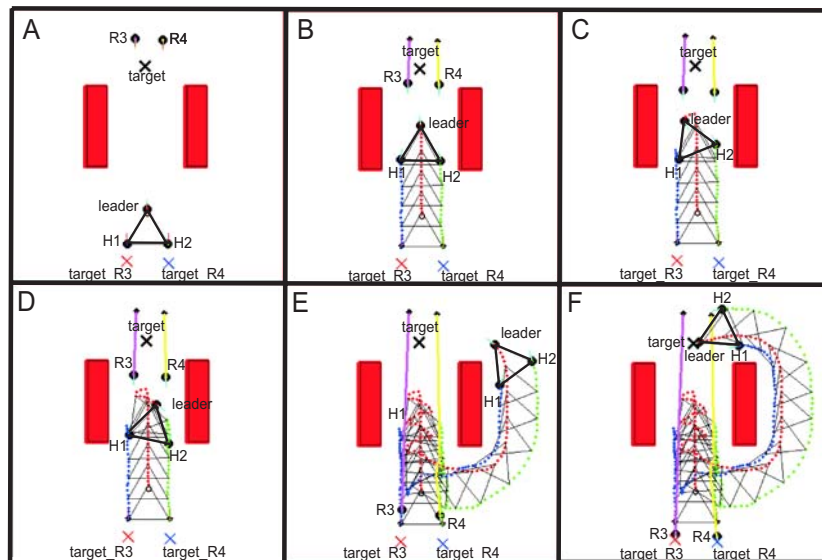 A
R3
R4
target
leader
H1
H2
target_R3
target_R4
B
target
R3
R4
leader
H1
H2
target_R3
target_R4
C
target
leader
H2
H1
target_R3
target_R4
D
target
R3
R4
leader
H1
H2
target_R3
target_R4
E
target
leader
H2
H1
H1
R3
R4
target_R3
target_R4
F
H2
target
leader
H1
R3
R4
target_R3
target_R4